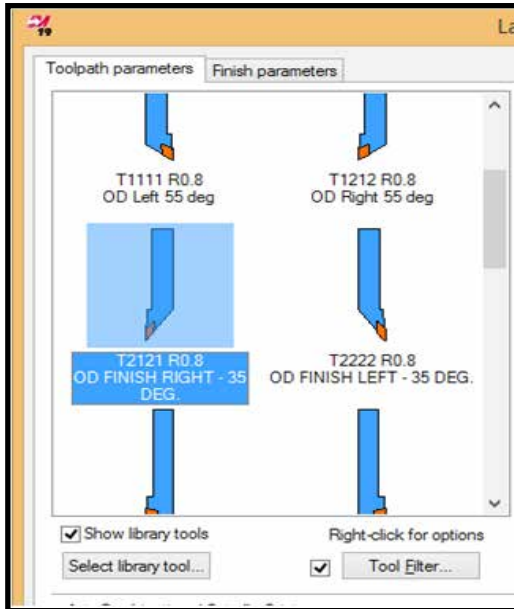 19
La
Toolpath parameters
Finish parameters
T1111 R0.8
OD Left 55 deg
T1212 R0.8
OD Right 55 deg
T2121 R0.8
OD FINISH RIGHT - 35
DEG.
T2222 R0.8
OD FINISH LEFT - 35 DEG.
Show library tools
Right-click for options
Select library tool...
Tool Filter...